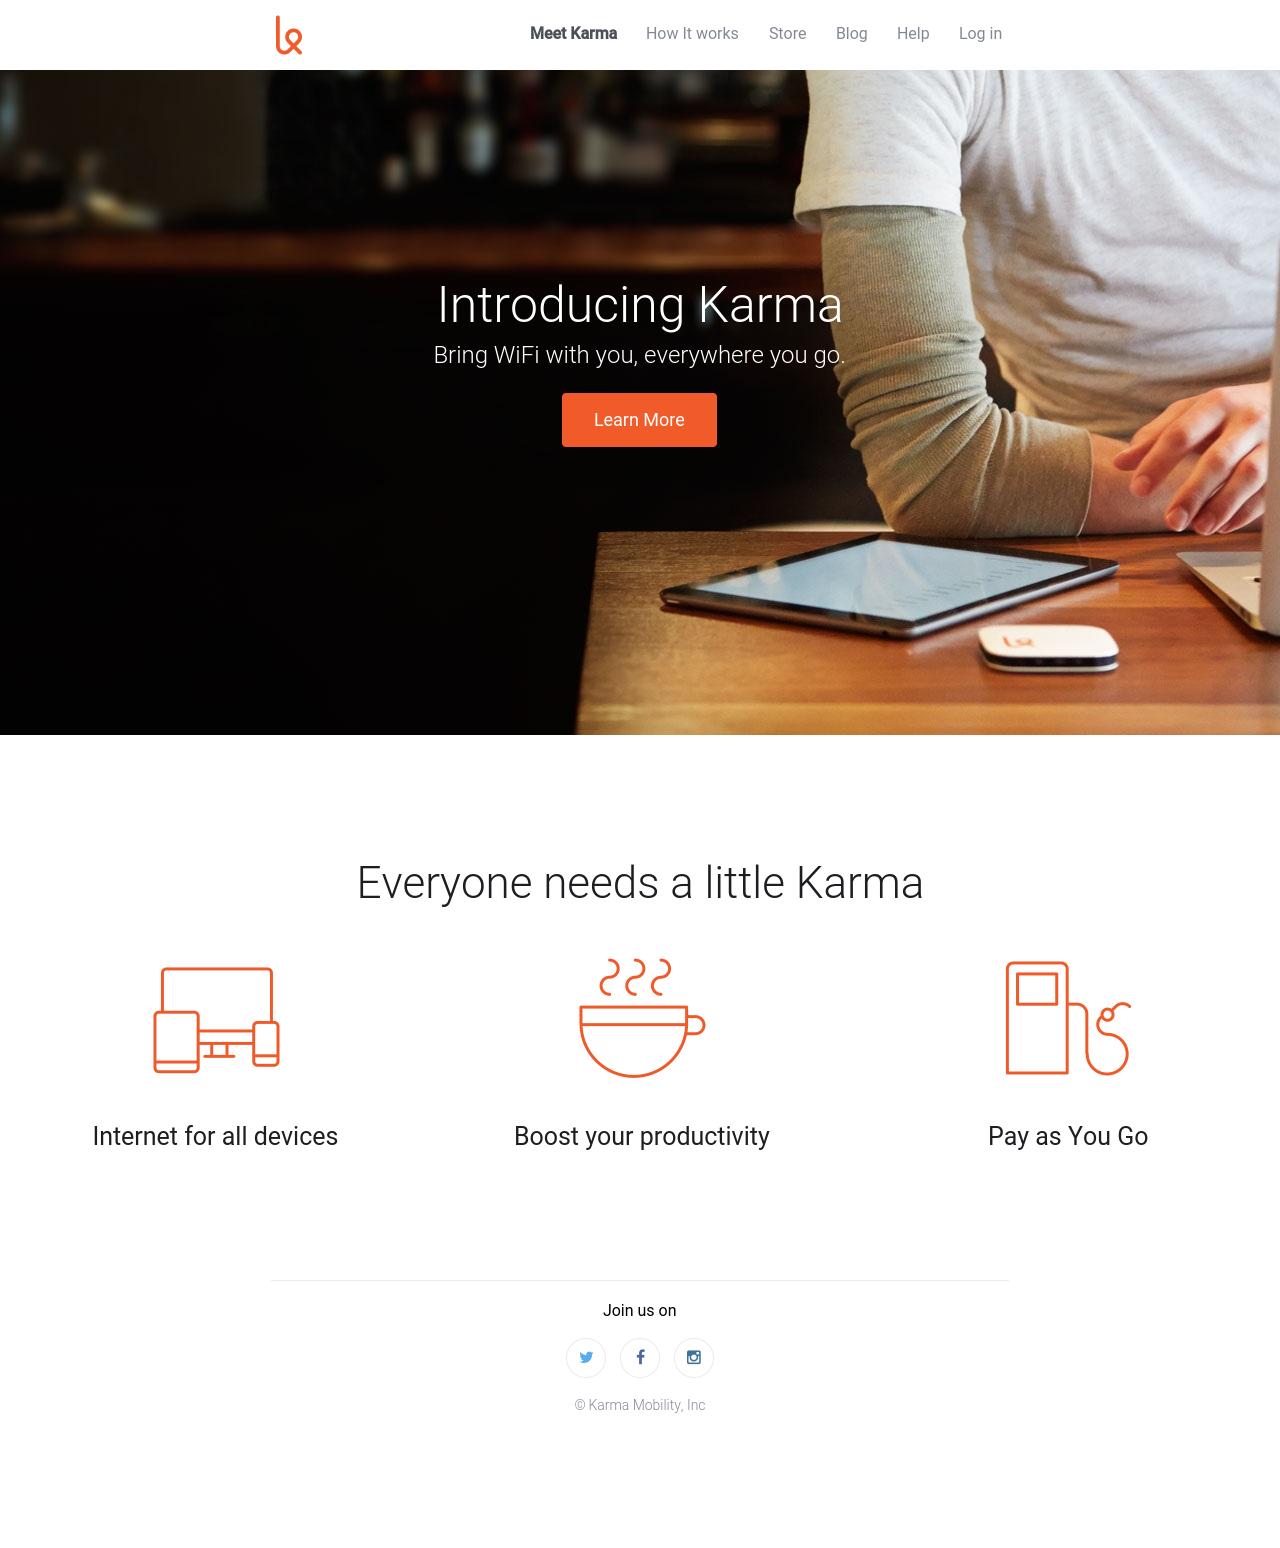 Meet Karma How It works Store Blog Help Log in
Introducing Karma
Bring WiFi with you, everywhere you go.
Learn More
Everyone needs a little Karma
Internet for all devices
Boost your productivity
Pay as You Go
Join us on
© Karma Mobility, Inc